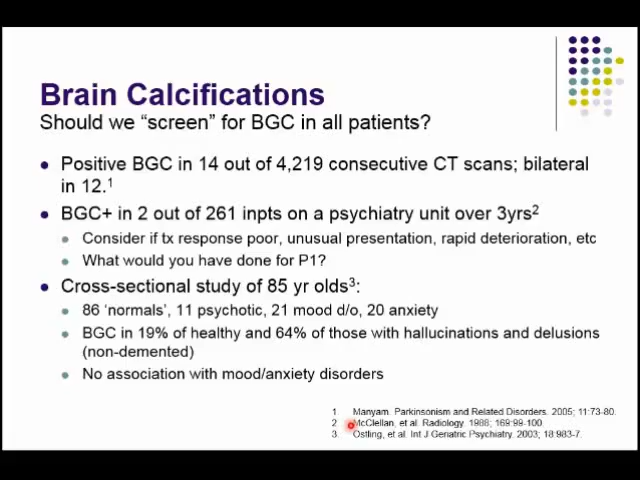 Brain Calcifications
Should we “screen” for BGC in all patients?
Positive BGC in 14 out of 4,219 consecutive CT scans; bilateral
in 12.1
BGC+ in 2 out of 261 inpts on a psychiatry unit over 3yrs2
Consider if tx response poor, unusual presentation, rapid deterioration, etc
What would you have done for P1?
Cross-sectional study of 85 yr olds3:
86 ‘normals’, 11 psychotic, 21 mood d/o, 20 anxiety
BGC in 19% of healthy and 64% of those with hallucinations and delusions
(non-demented)
No association with mood/anxiety disorders
1 Manyam. Parkinsonism and Related Disorders. 2005; 11:73-80.
2 McClellan, et al. Radiology. 1988; 169:99-100.
3 Ostling, et al. Int J Geriatric Psychiatry. 2003; 18:983-7.